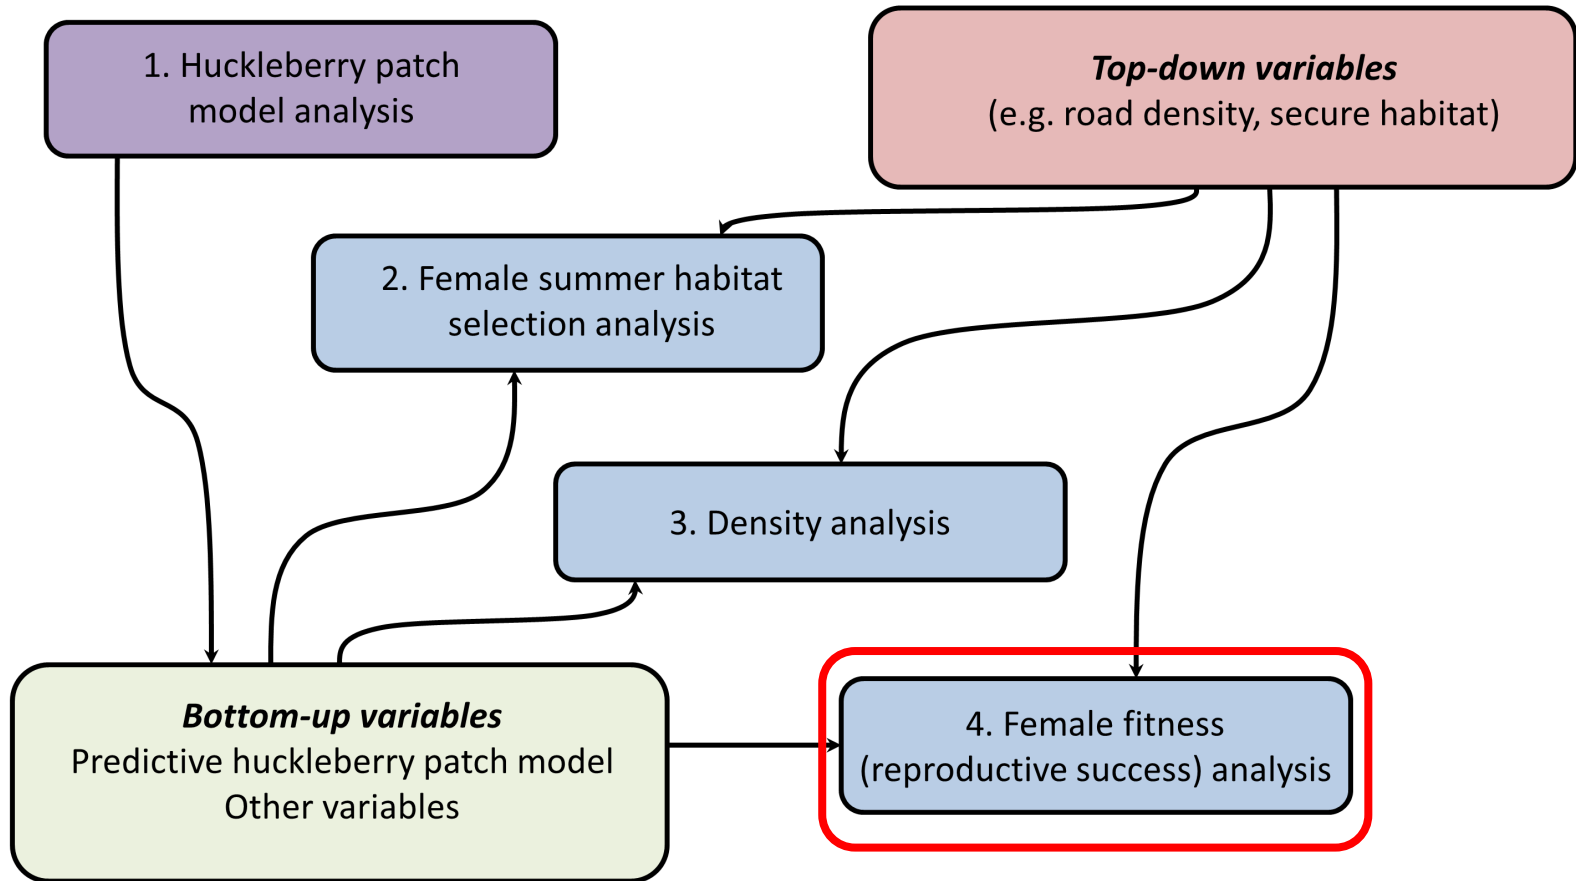 1. Huckleberry patch
model analysis
Top-down variables
(e.g. road density, secure habitat)
2. Female summer habitat
selection analysis
3. Density analysis
Bottom-up variables
Predictive huckleberry patch model
Other variables
4. Female fitness
(reproductive success) analysis